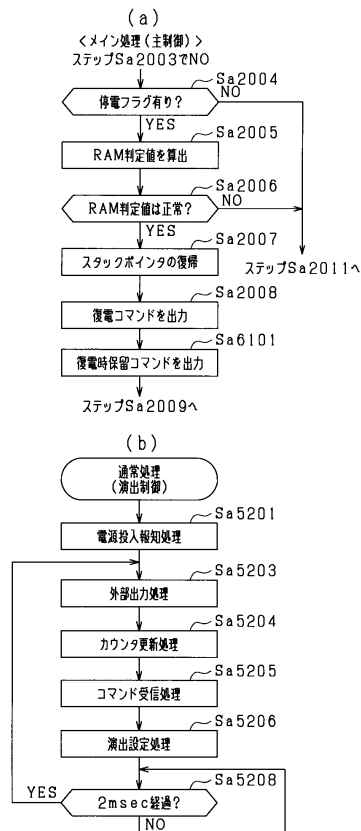 (a)
<メイン処理(主制御)>
ステップSa2003でNO
Sa2004
停電フラグ有り?
NO
YES
Sa2005
RAM判定値を算出
Sa2006
RAM判定値は正常?
NO
YES
Sa2007
スタックポインタの復帰
ステップSa2011へ
Sa2008
復電コマンドを出力
Sa6101
復電時保留コマンドを出力
ステップSa2009へ
(b)
通常処理
(演出制御)
Sa5201
電源投入報知処理
Sa5203
外部出力処理
Sa5204
カウンタ更新処理
Sa5205
コマンド受信処理
Sa5206
演出設定処理
Sa5208
YES
2msec経過?
NO